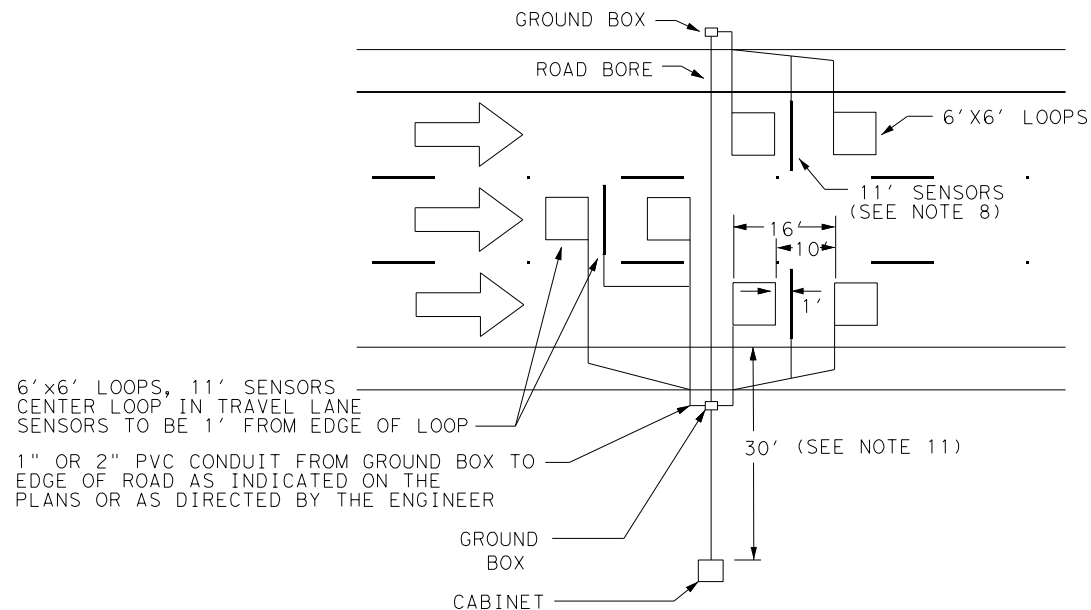 GROUND BOX
ROAD BORE
6'X6' LOOPS
11' SENSORS
(SEE NOTE 8)
16'
10'
1'
6'x6' LOOPS, 11' SENSORS
CENTER LOOP IN TRAVEL LANE
SENSORS TO BE 1' FROM EDGE OF LOOP
30' (SEE NOTE 11)
1" OR 2" PVC CONDUIT FROM GROUND BOX TO
EDGE OF ROAD AS INDICATED ON THE
PLANS OR AS DIRECTED BY THE ENGINEER
GROUND
BOX
CABINET